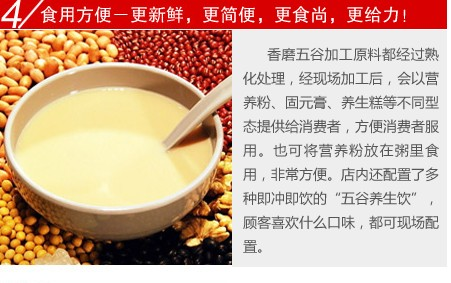 4/ 食用方便－更新鲜，更简便，更食尚，更给力！
香磨五谷加工原料都经过熟
化处理，经现场加工后，会以营
养粉、固元膏、养生糕等不同型
态提供给消费者，方便消费者服
用。也可将营养粉放在粥里食
用，非常方便。店内还配置了多
种即冲即饮的“五谷养生饮”，
顾客喜欢什么口味，都可现场配
置。